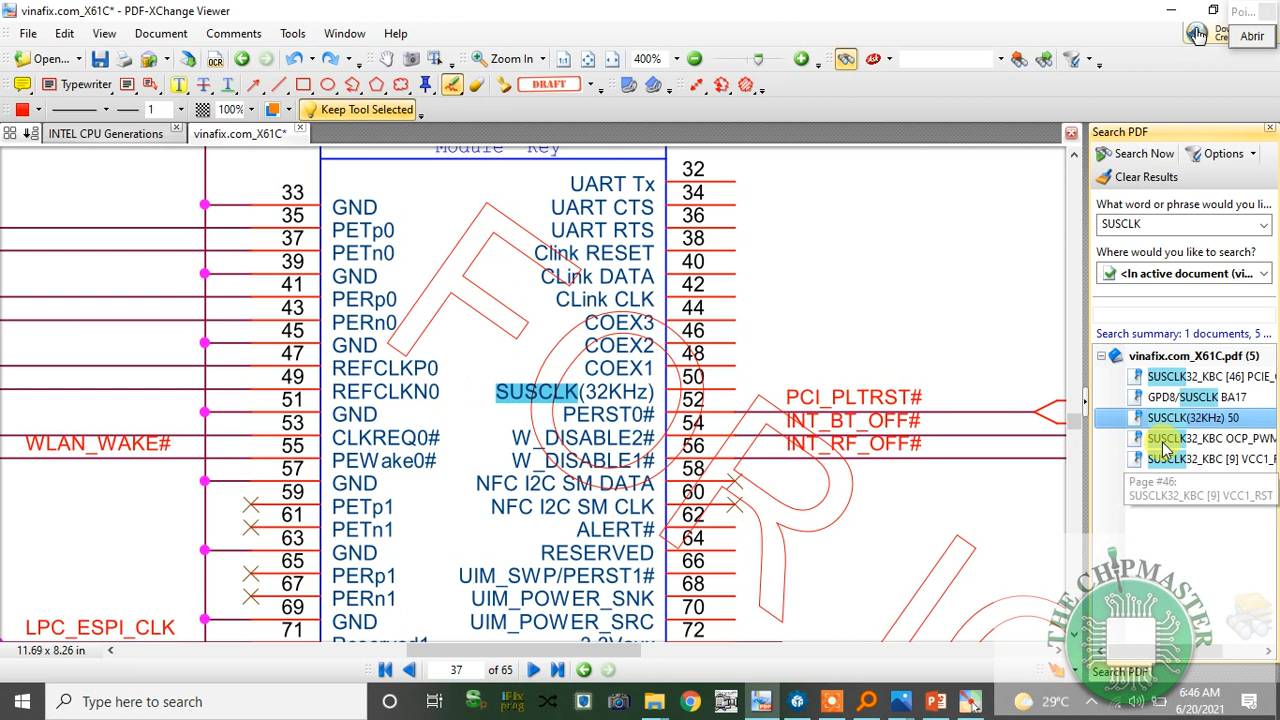 vinafix.com_X61C* - PDF-XChange Viewer
Poi...
File Edit View Document Comments Tools Window Help
Abrir
Open... OCR Zoom In 400%
Typewriter DRAFT
1 100% Keep Tool Selected
INTEL CPU Generations vinafix.com_X61C*
Search PDF
Search Now Options
Clear Results
What word or phrase would you li...
SUSCLK
Where would you like to search?
<In active document (vi...
Search summary: 1 documents, 5 ...
vinafix.com_X61C.pdf (5)
SUSCLK32_KBC [46] PCIE_
GPD8/SUSCLK BA17
SUSCLK(32KHz) 50
SUSCLK32_KBC OCP_PWM
SUSCLK32_KBC [9] VCC1_R
Page #46:
SUSCLK32_KBC [9] VCC1_RST
Module Key
32
UART Tx
33 34
GND UART CTS
35 36
PETp0 UART RTS
37 38
PETn0 Clink RESET
39 40
GND CLink DATA
41 42
PERp0 CLink CLK
43 44
PERn0 COEX3
45 46
GND COEX2
47 48
REFCLKP0 COEX1
49 50
REFCLKN0 SUSCLK(32KHz)
51 52
GND PERST0#
53 54
CLKREQ0# W_DISABLE2#
55 56
PEWake0# W_DISABLE1#
57 58
GND NFC I2C SM DATA
59 60
PETp1 NFC I2C SM CLK
61 62
PETn1 ALERT#
63 64
GND RESERVED
65 66
PERp1 UIM_SWP/PERST1#
67 68
PERn1 UIM_POWER_SNK
69 70
GND UIM_POWER_SRC
71 72
Reserved1 3.3Vaux
PCI_PLTRST#
INT_BT_OFF#
INT_RF_OFF#
WLAN_WAKE#
LPC_ESPI_CLK
F O R
THE CHIPMASTER
11.69 x 8.26 in
37 of 65
Search PDF
Type here to search
29°C
6:46 AM
6/20/2021